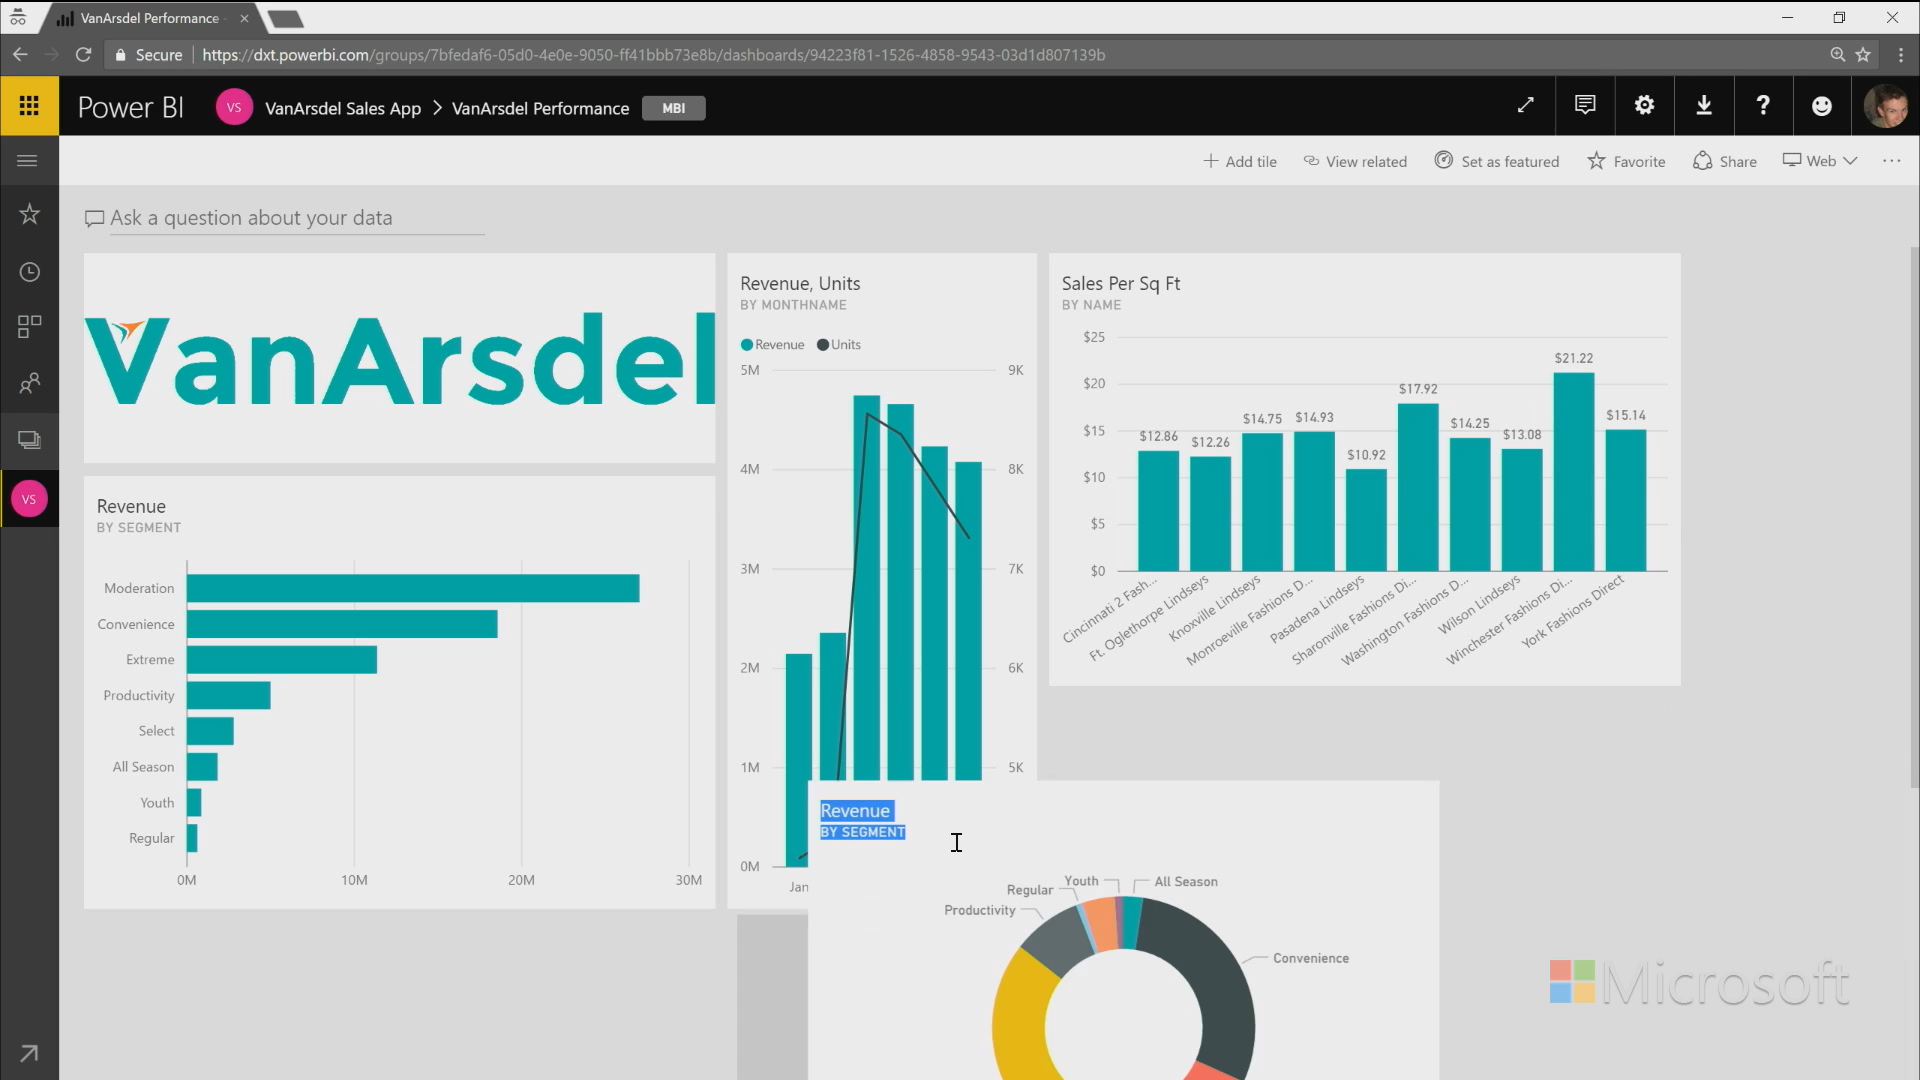 VanArsdel Performance
Secure
https://dxt.powerbi.com/groups/7bfedaf6-05d0-4e0e-9050-ff41bbb73e8b/dashboards/94223f81-1526-4858-9543-03d1d807139b
Power BI
VS
VanArsdel Sales App > VanArsdel Performance
MBI
?
+ Add tile
View related
Set as featured
Favorite
Share
Web
...
Ask a question about your data
VanArsdel
Revenue, Units
BY MONTHNAME
Revenue
Units
5M
4M
3M
2M
1M
0M
9K
8K
7K
6K
5K
Jan
Sales Per Sq Ft
BY NAME
$25
$20
$15
$10
$5
$0
$12.86
$12.26
$14.75
$14.93
$10.92
$17.92
$14.25
$13.08
$21.22
$15.14
Cincinnati 2 Fash...
Ft. Oglethorpe Lindseys
Knoxville Lindseys
Monroeville Fashions D...
Pasadena Lindseys
Sharonville Fashions Di...
Washington Fashions D...
Wilson Lindseys
Winchester Fashions Di...
York Fashions Direct
VS
Revenue
BY SEGMENT
Moderation
Convenience
Extreme
Productivity
Select
All Season
Youth
Regular
0M
10M
20M
30M
Revenue
BY SEGMENT
Youth
All Season
Regular
Productivity
Convenience
Microsoft